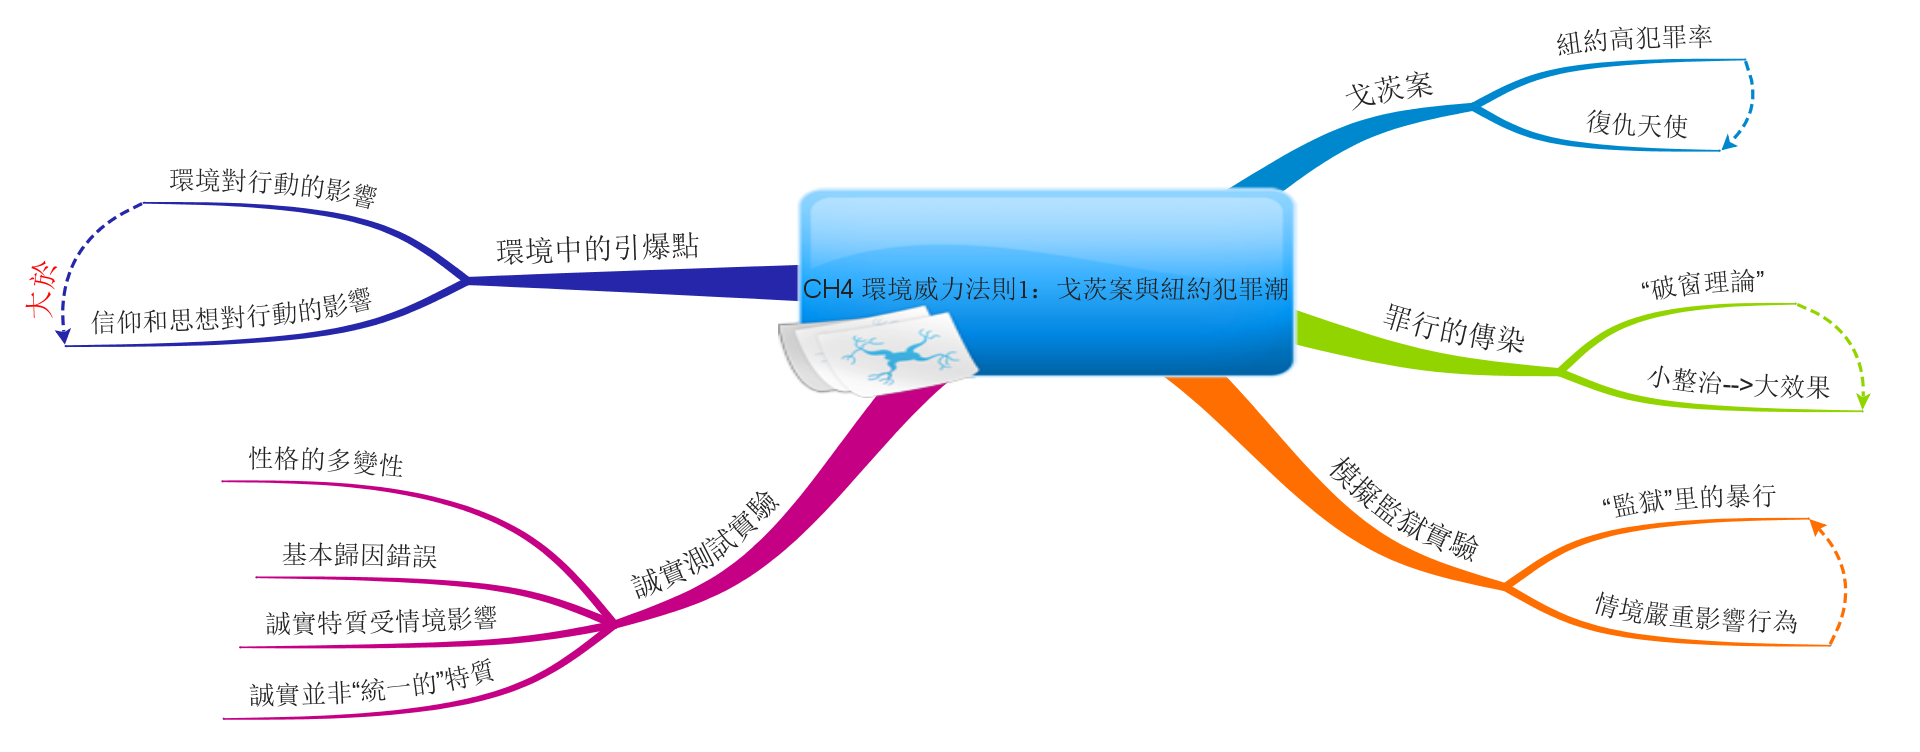 CH4 環境威力法則1：戈茨案與紐約犯罪潮
戈茨案
紐約高犯罪率
復仇天使
罪行的傳染
“破窗理論”
小整治-->大效果
模擬監獄實驗
“監獄”里的暴行
情境嚴重影響行為
誠實測試實驗
性格的多變性
基本歸因錯誤
誠實特質受情境影響
誠實並非“統一的”特質
環境中的引爆點
環境對行動的影響
大於
信仰和思想對行動的影響